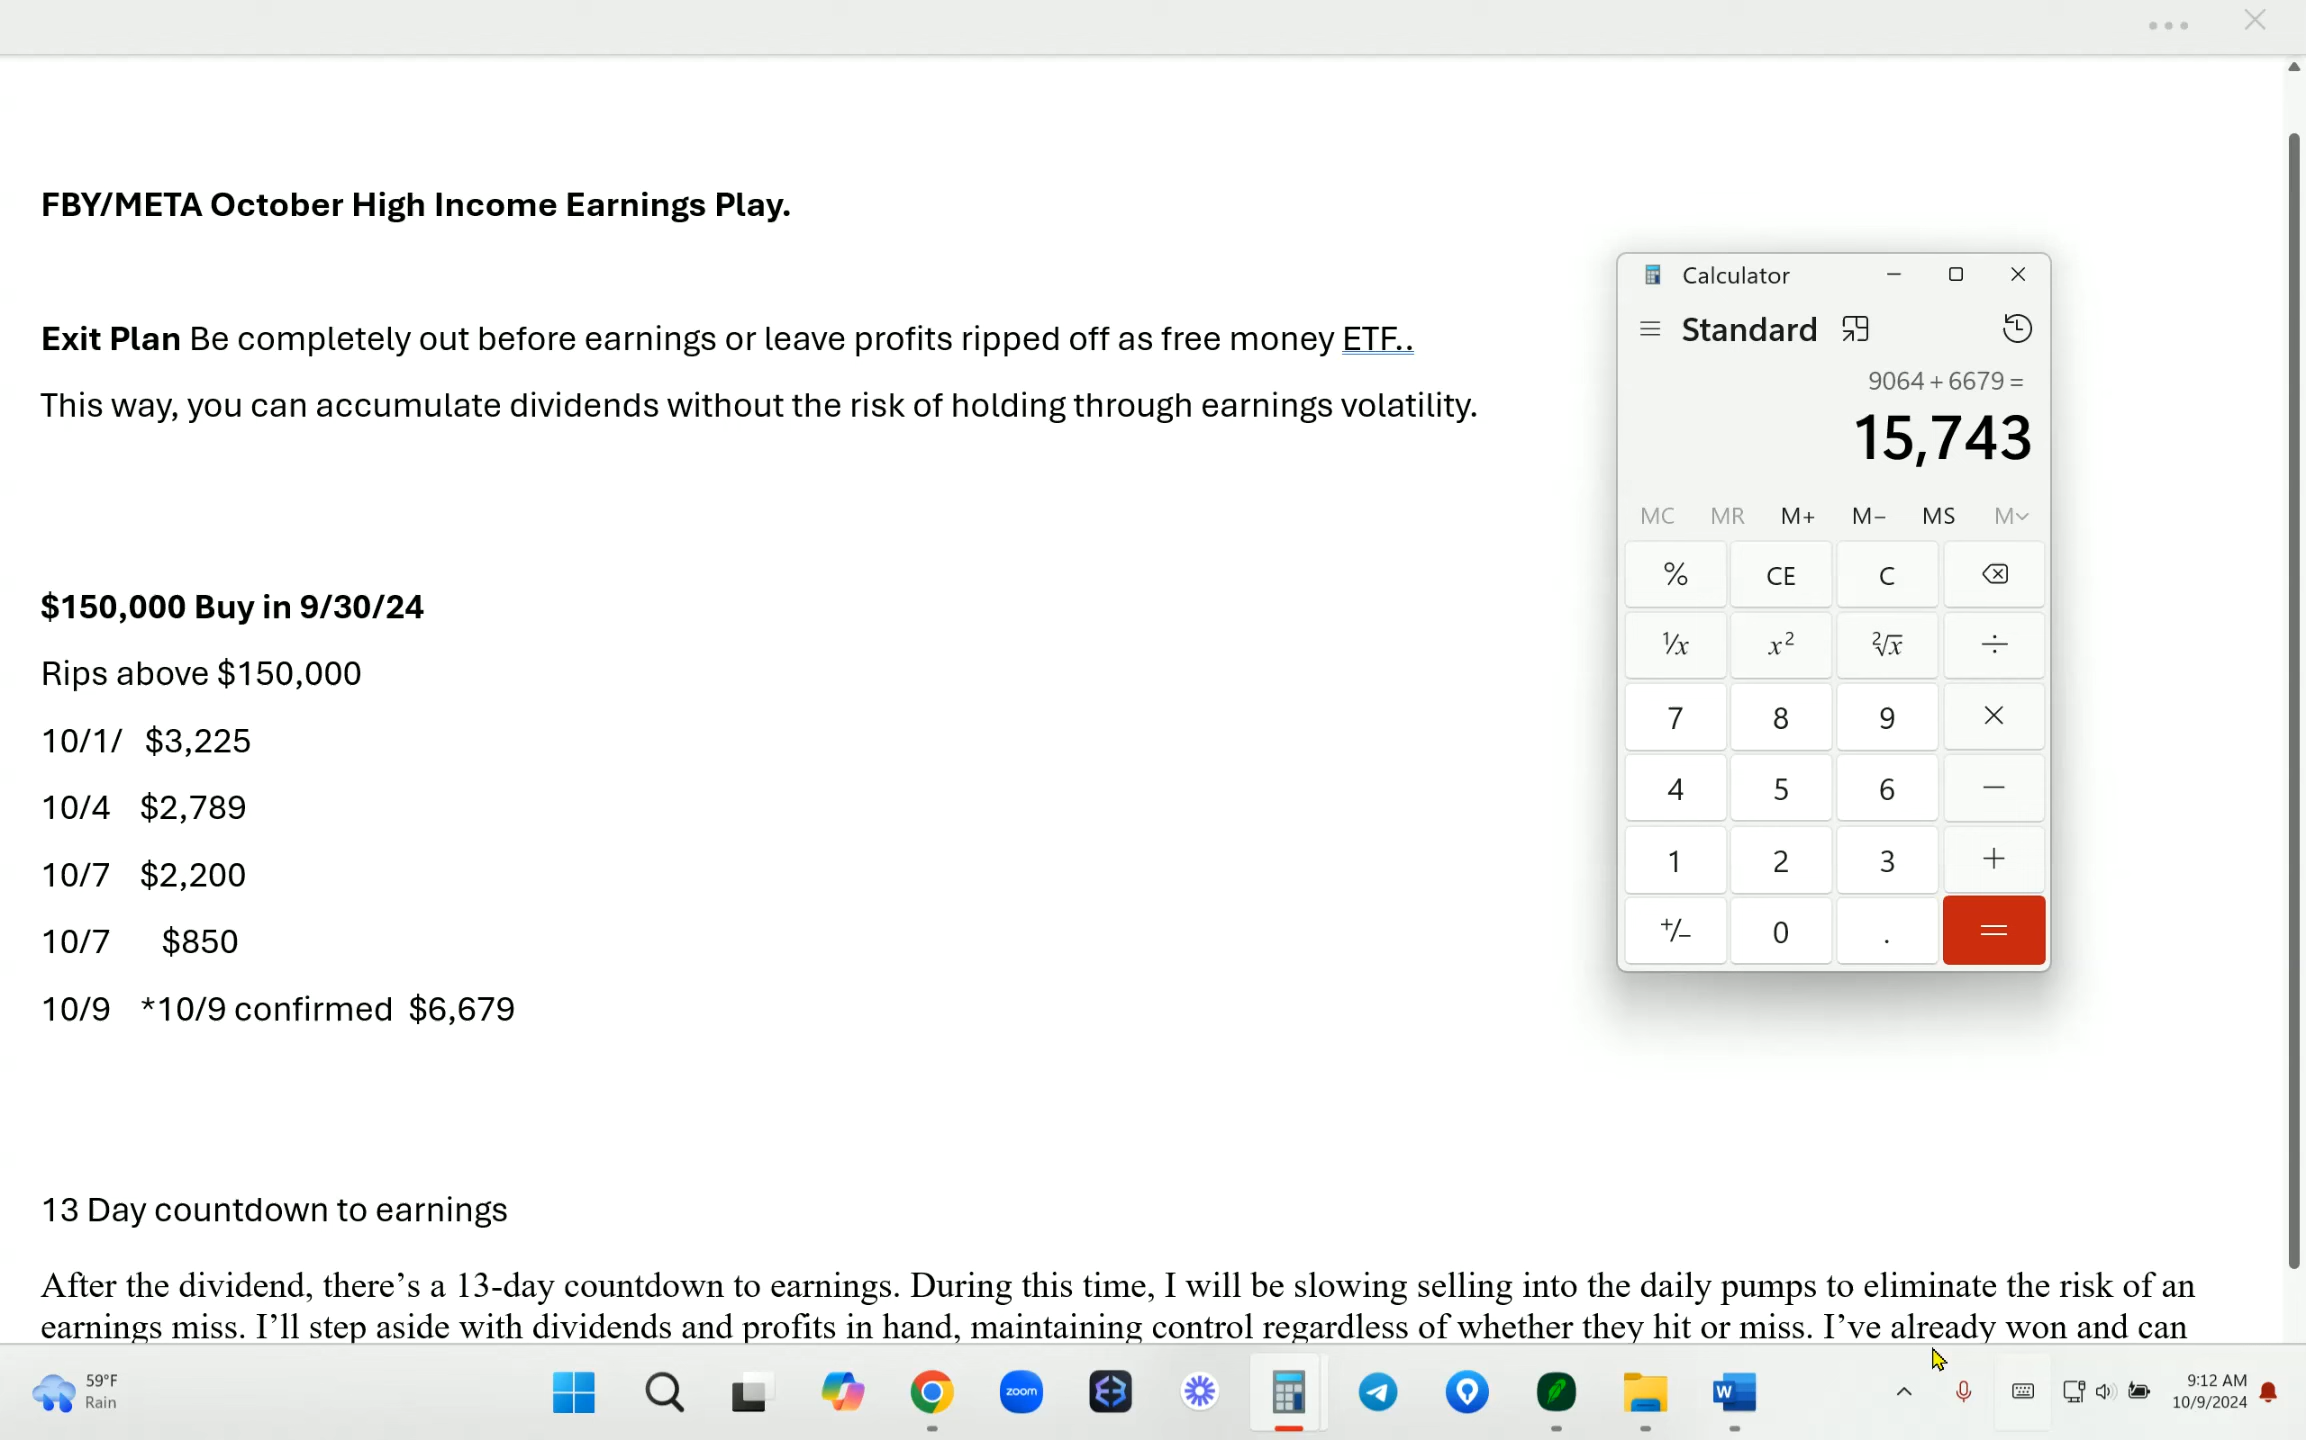 FBY/META October High Income Earnings Play.
Exit Plan Be completely out before earnings or leave profits ripped off as free money ETF..
This way, you can accumulate dividends without the risk of holding through earnings volatility.
$150,000 Buy in 9/30/24
Rips above $150,000
10/1/ $3,225
10/4 $2,789
10/7 $2,200
10/7 $850
10/9 *10/9 confirmed $6,679
13 Day countdown to earnings
After the dividend, there’s a 13-day countdown to earnings. During this time, I will be slowing selling into the daily pumps to eliminate the risk of an
earnings miss. I’ll step aside with dividends and profits in hand, maintaining control regardless of whether they hit or miss. I’ve already won and can
Calculator
Standard
9064 + 6679 =
15,743
MC MR M+ M− MS M
% CE C
1/x x² ²√x ÷
7 8 9 ×
4 5 6 −
1 2 3 +
+/− 0 . =
59°F
Rain
zoom
W
9:12 AM
10/9/2024